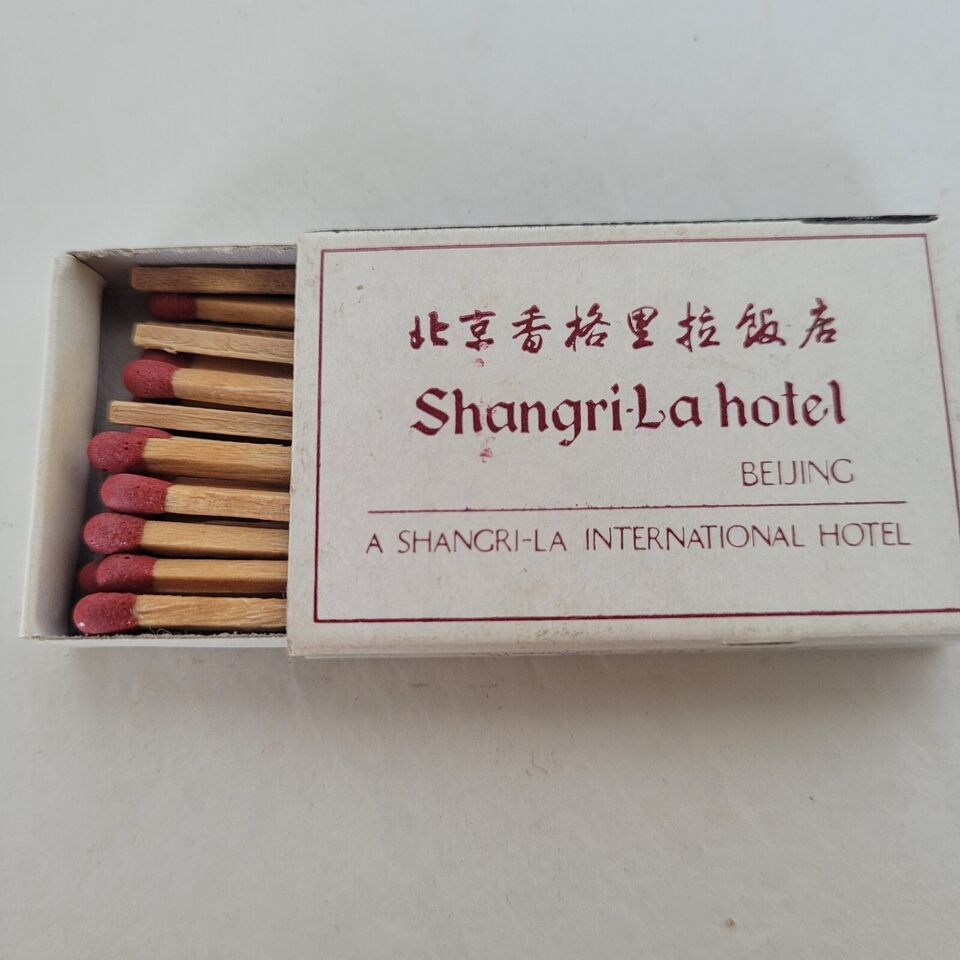 北京香格里拉飯店
Shangri-La hotel
BEIJING
A SHANGRI-LA INTERNATIONAL HOTEL